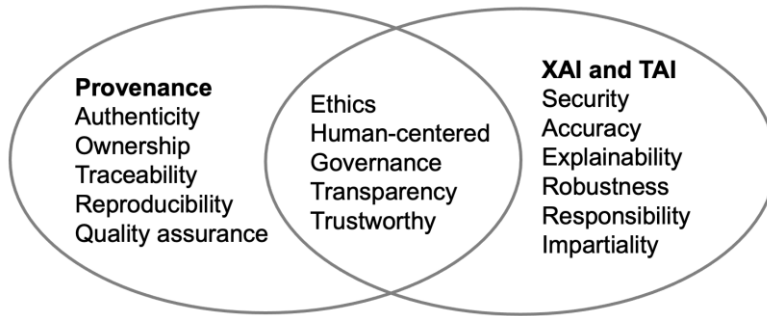 Provenance
Authenticity
Ownership
Traceability
Reproducibility
Quality assurance
Ethics
Human-centered
Governance
Transparency
Trustworthy
XAI and TAI
Security
Accuracy
Explainability
Robustness
Responsibility
Impartiality